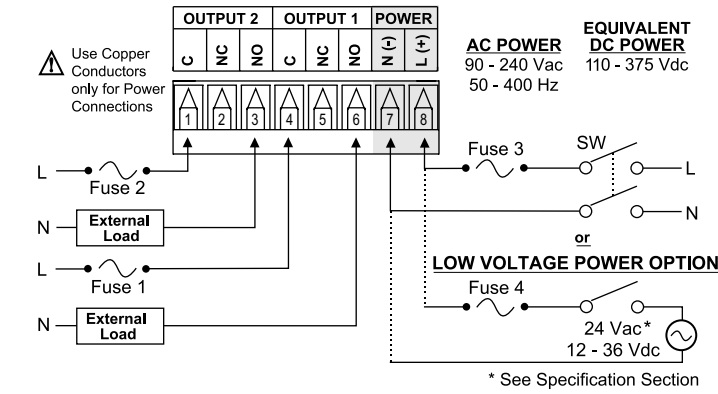 OUTPUT 2 OUTPUT 1 POWER
C NC NO C NC NO N (-) L (+)
1 2 3 4 5 6 7 8
Use Copper
Conductors
only for Power
Connections
AC POWER
90 - 240 Vac
50 - 400 Hz
EQUIVALENT
DC POWER
110 - 375 Vdc
L
Fuse 2
N
External
Load
L
Fuse 1
N
External
Load
Fuse 3
SW
L
N
or
LOW VOLTAGE POWER OPTION
Fuse 4
24 Vac*
12 - 36 Vdc
* See Specification Section